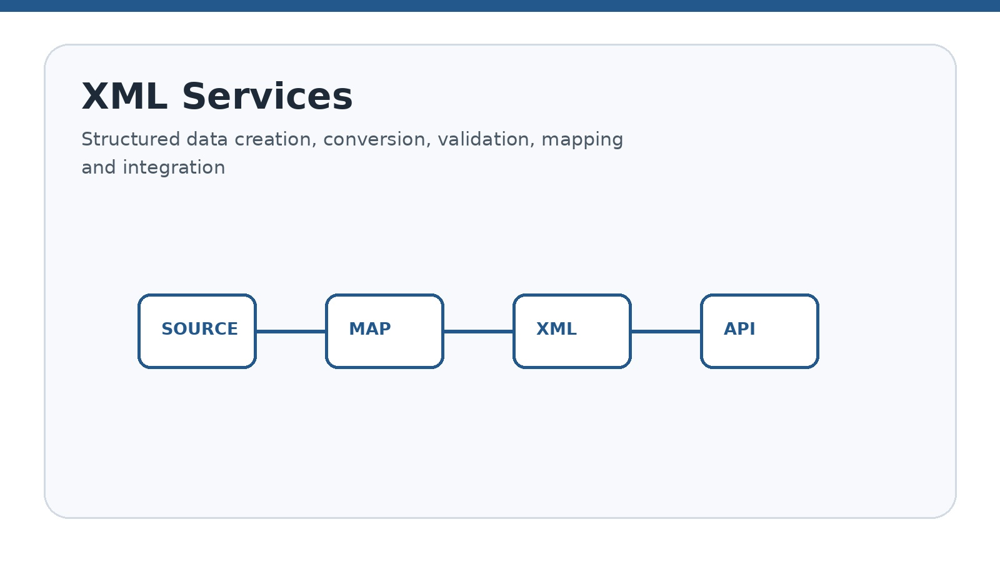 XML Services
Structured data creation, conversion, validation, mapping
and integration
SOURCE
MAP
XML
API